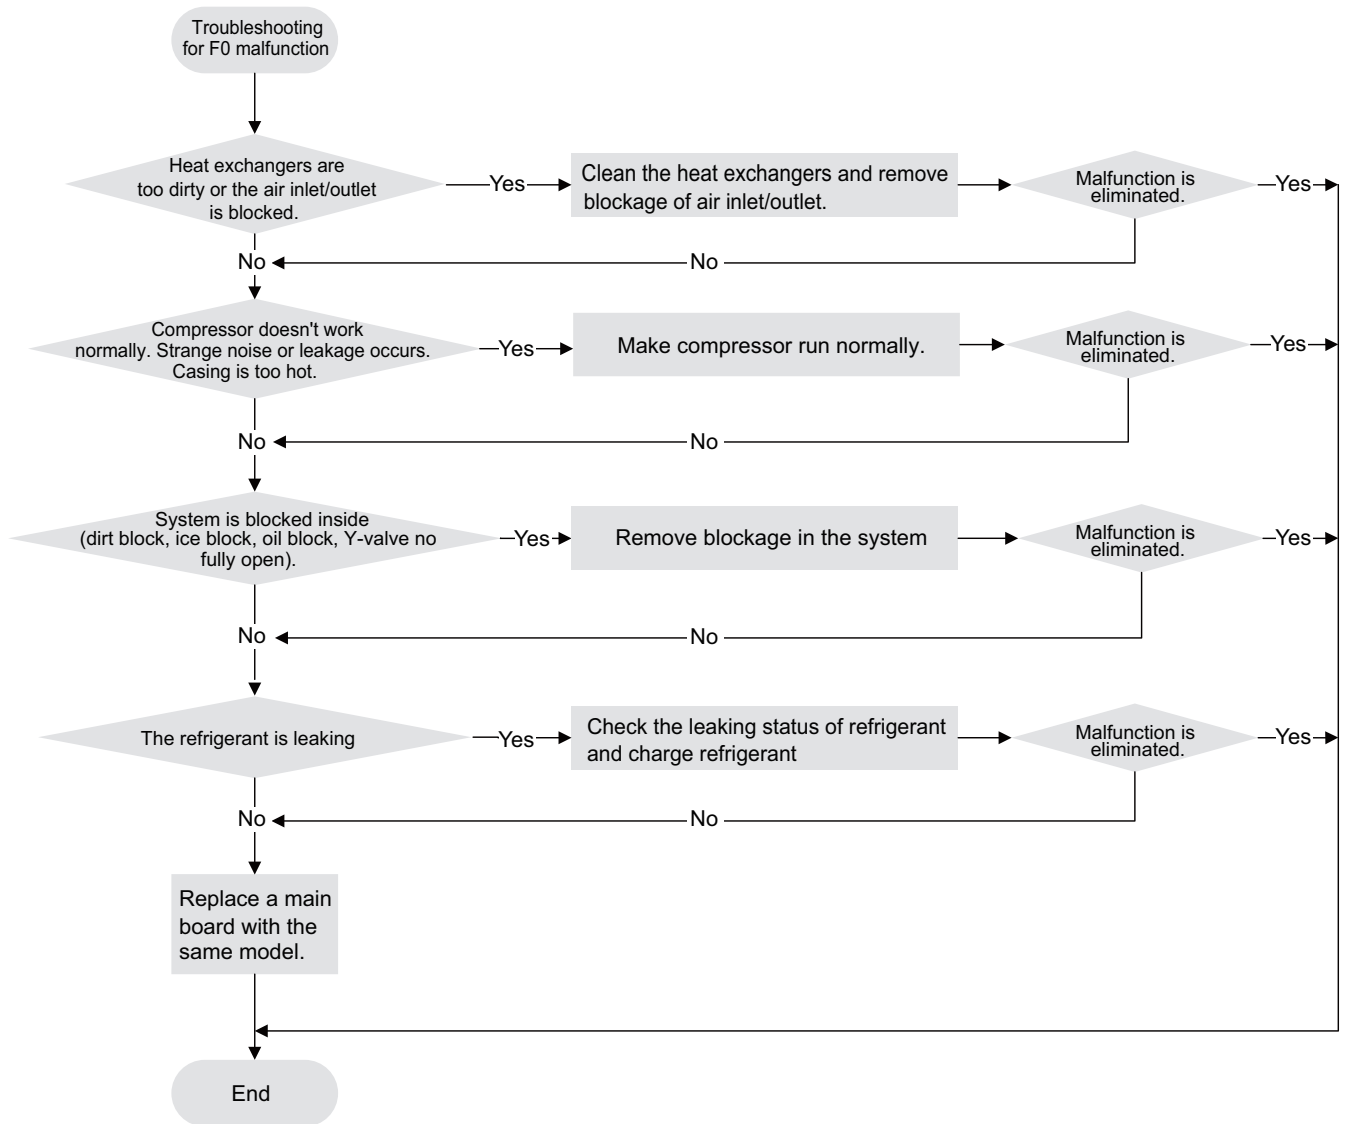 Troubleshooting
for F0 malfunction
Heat exchangers are
too dirty or the air inlet/outlet
is blocked.
Yes
Clean the heat exchangers and remove
blockage of air inlet/outlet.
Malfunction is
eliminated.
Yes
No
No
Compressor doesn't work
normally. Strange noise or leakage occurs.
Casing is too hot.
Yes
Make compressor run normally.
Malfunction is
eliminated.
Yes
No
No
System is blocked inside
(dirt block, ice block, oil block, Y-valve no
fully open).
Yes
Remove blockage in the system
Malfunction is
eliminated.
Yes
No
No
The refrigerant is leaking
Yes
Check the leaking status of refrigerant
and charge refrigerant
Malfunction is
eliminated.
Yes
No
No
Replace a main
board with the
same model.
End